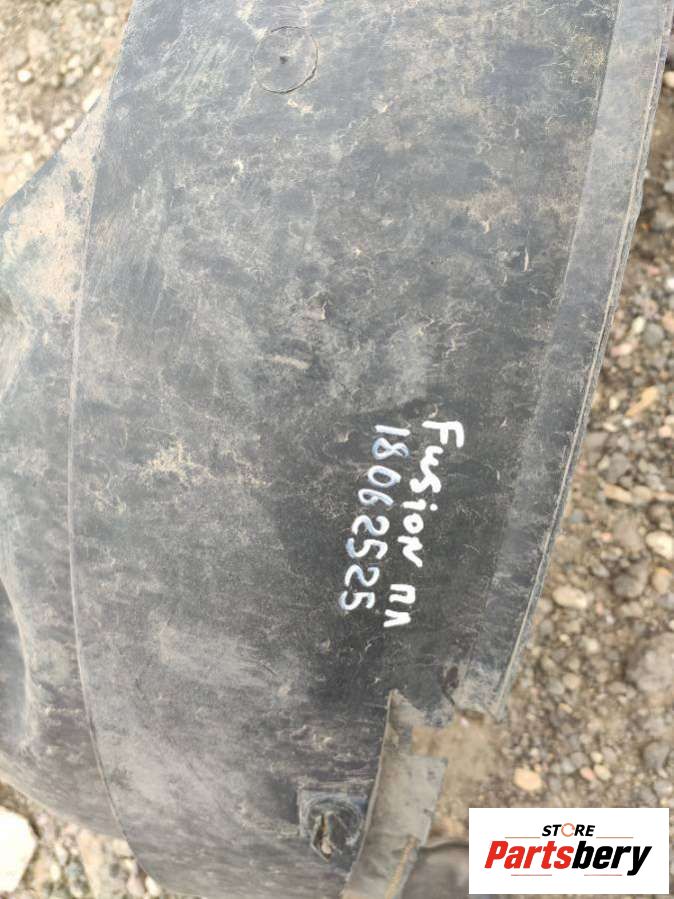 Fusion ПЛ
18062525
STORE
Partsbery